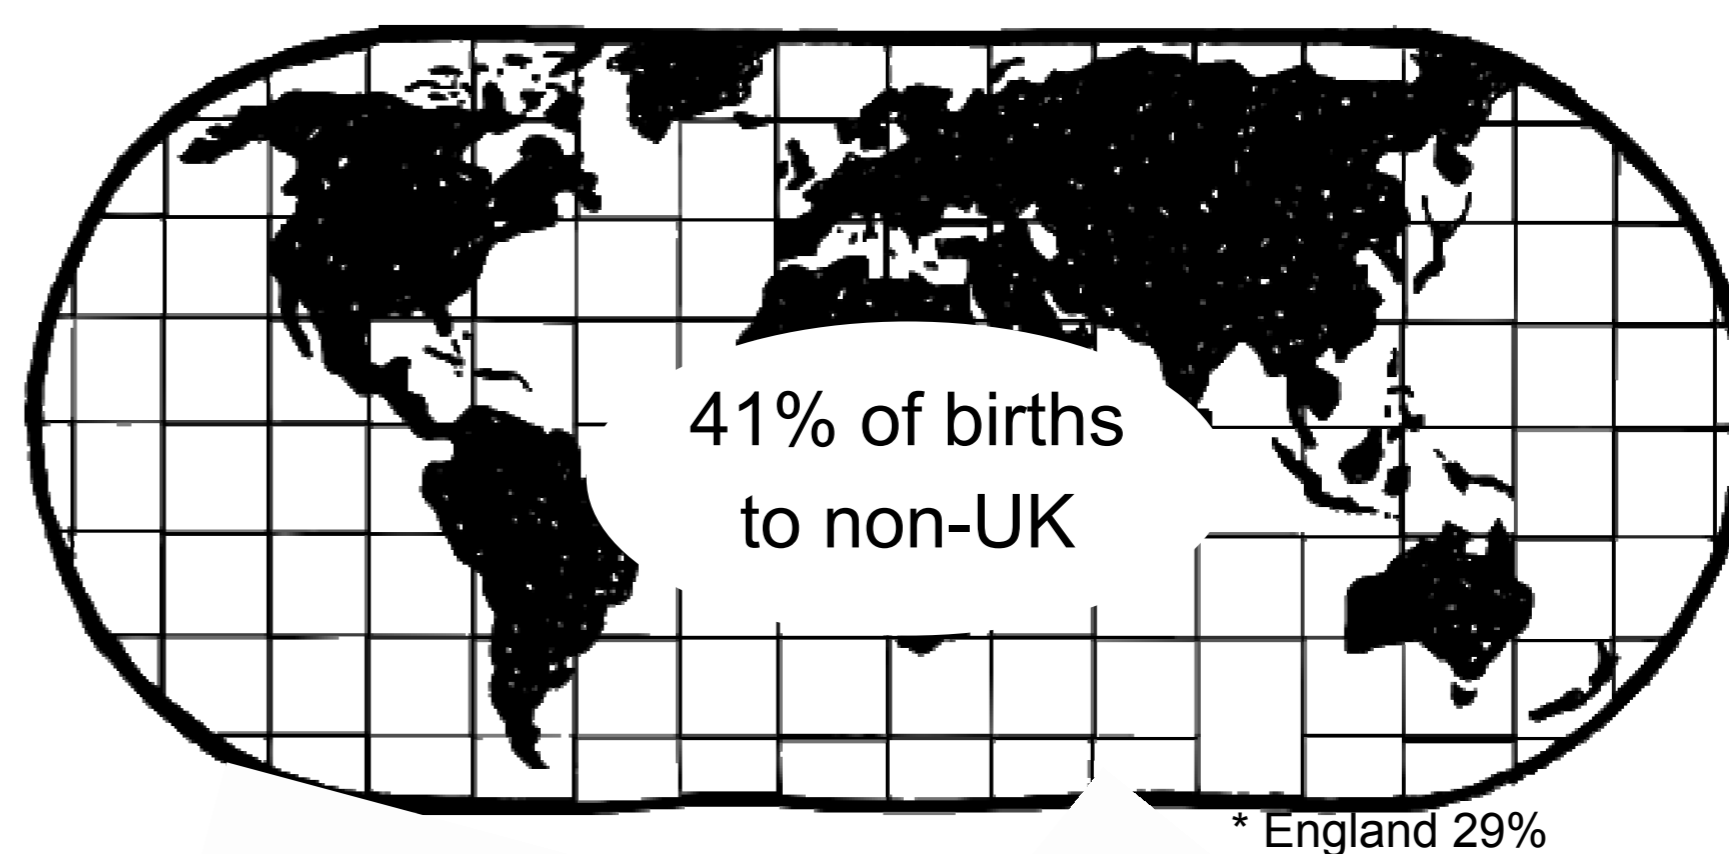 41% of births
to non-UK
* England 29%